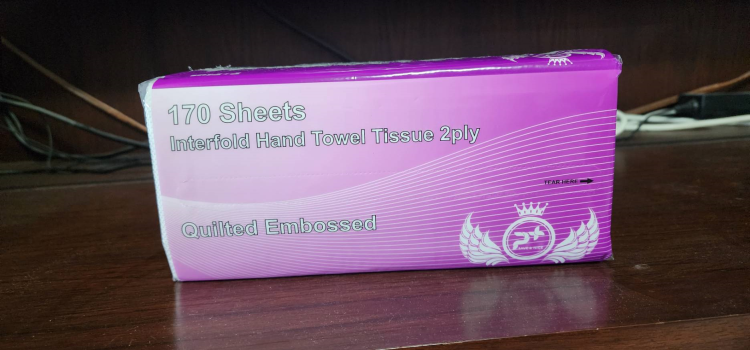 170 Sheets
Interfold Hand Towel Tissue 2ply
TEAR HERE
Quilted Embossed
P+